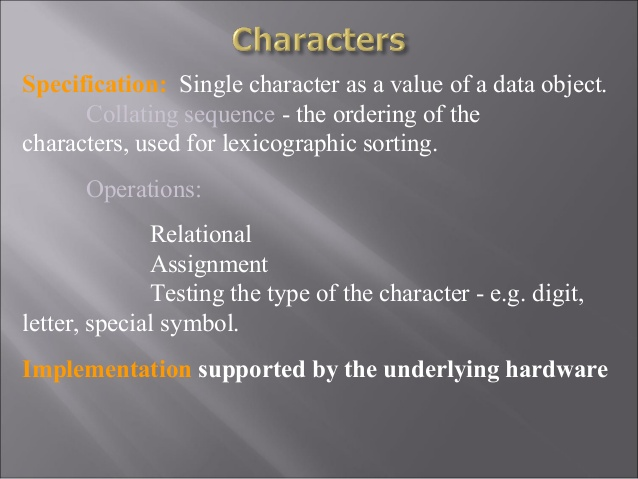 Characters
Specification: Single character as a value of a data object.
Collating sequence - the ordering of the
characters, used for lexicographic sorting.
Operations:
Relational
Assignment
Testing the type of the character - e.g. digit,
letter, special symbol.
Implementation supported by the underlying hardware